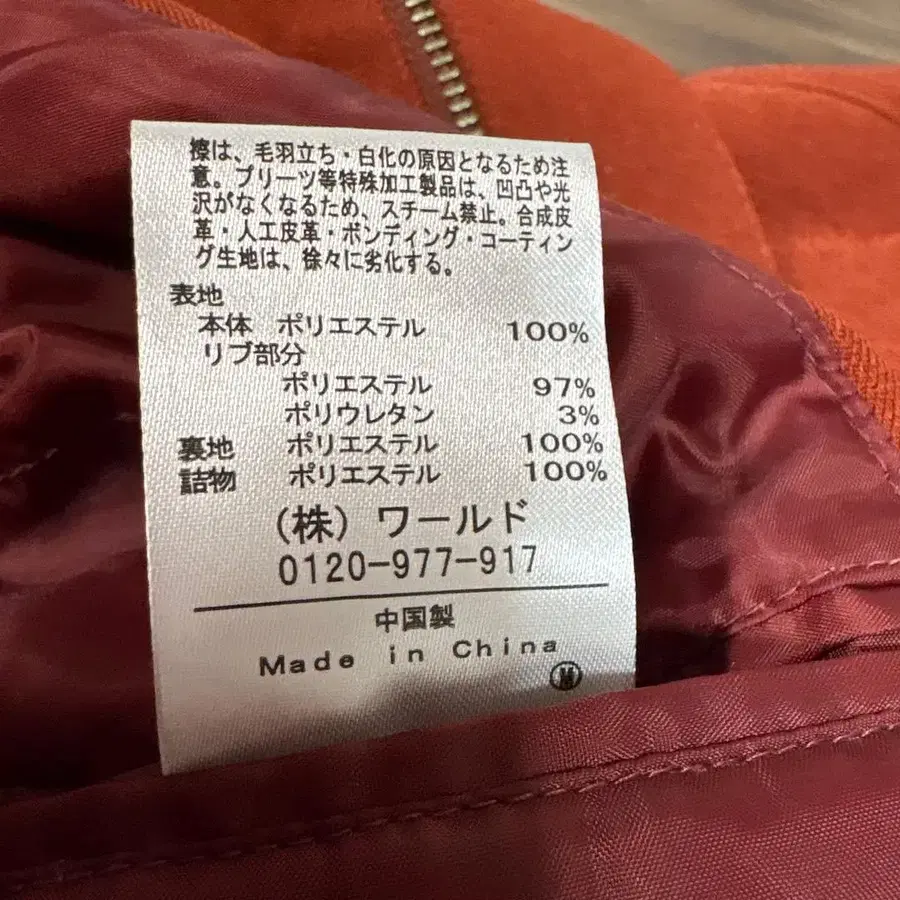 擦は、毛羽立ち・白化の原因となるため注
意。プリーツ等特殊加工製品は、凹凸や光
沢がなくなるため、スチーム禁止。合成皮
革・人工皮革・ボンディング・コーティン
グ生地は、徐々に劣化する。
表地
本体 ポリエステル 100%
リブ部分
ポリエステル 97%
ポリウレタン 3%
裏地 ポリエステル 100%
詰物 ポリエステル 100%
(株) ワールド
0120-977-917
中国製
Made in China
M